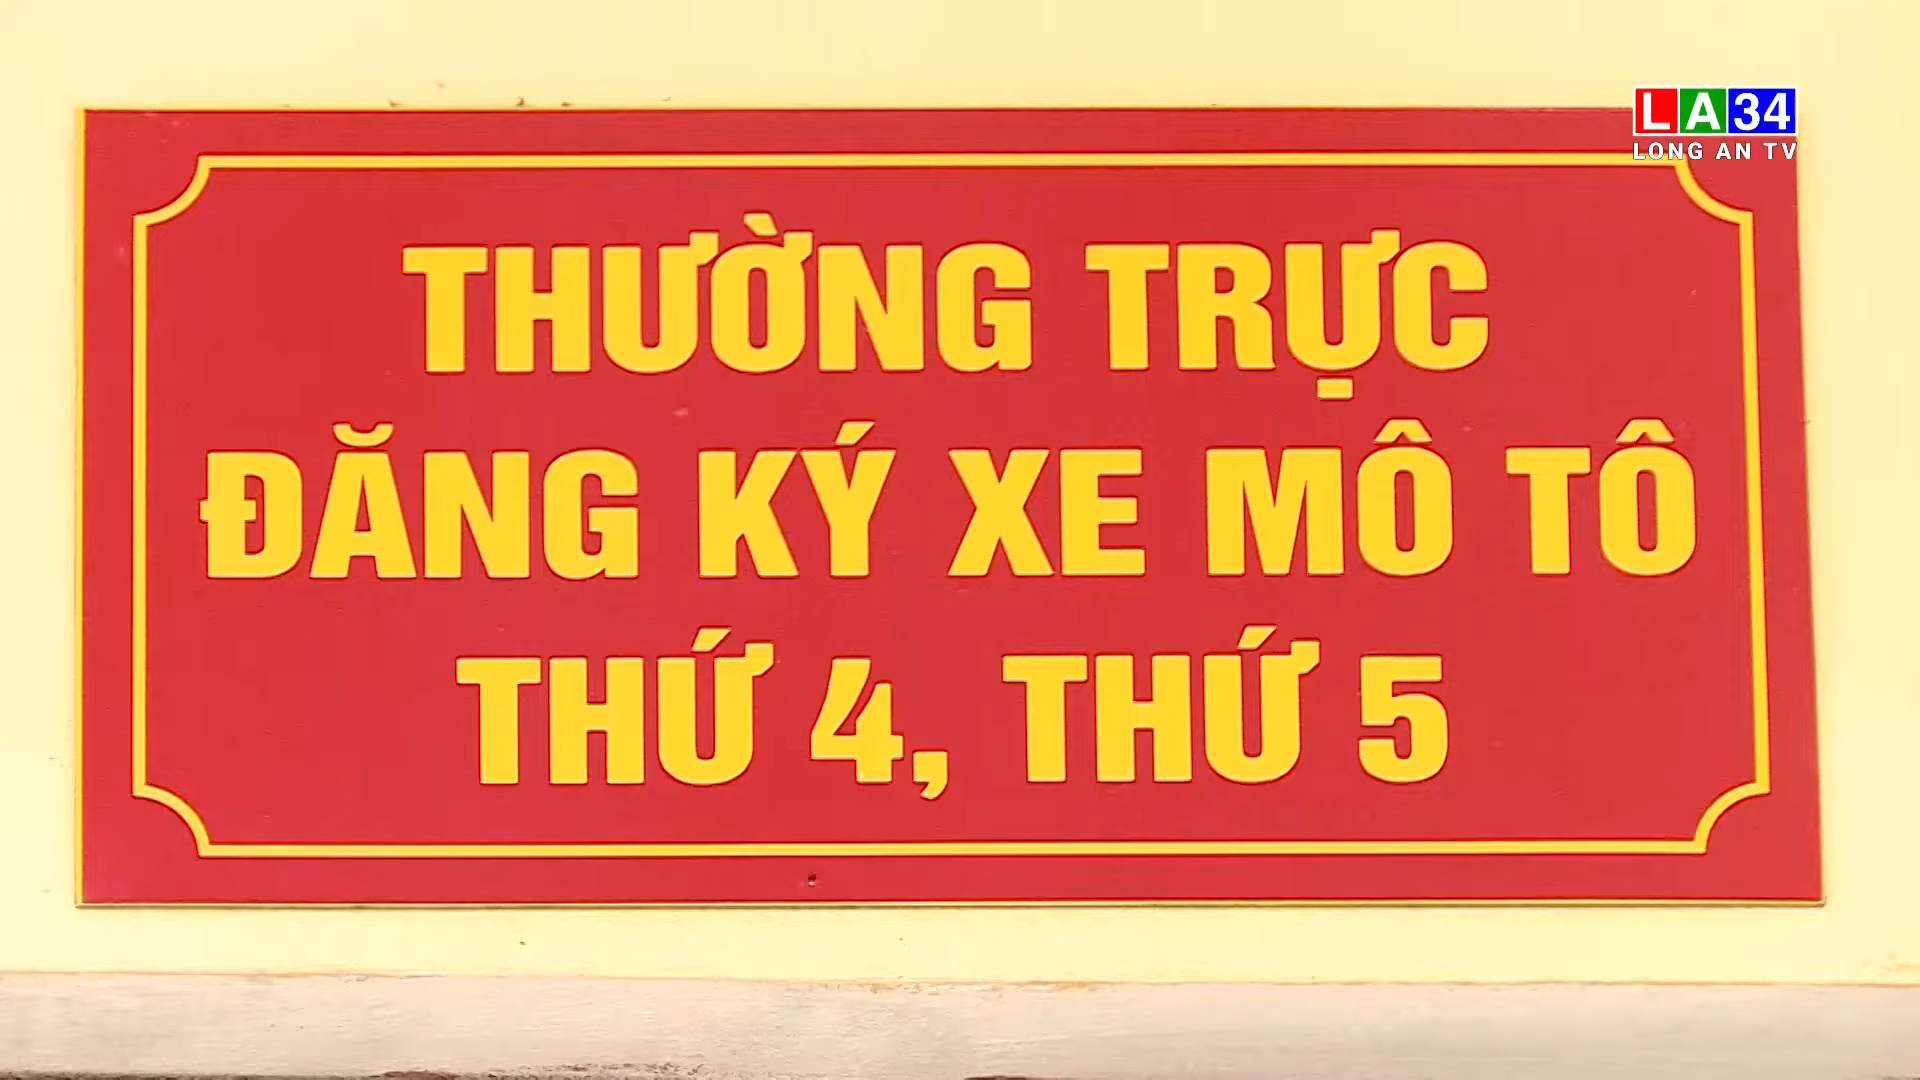 LA34
LONG AN TV
THƯỜNG TRỰC
ĐĂNG KÝ XE MÔ TÔ
THỨ 4, THỨ 5